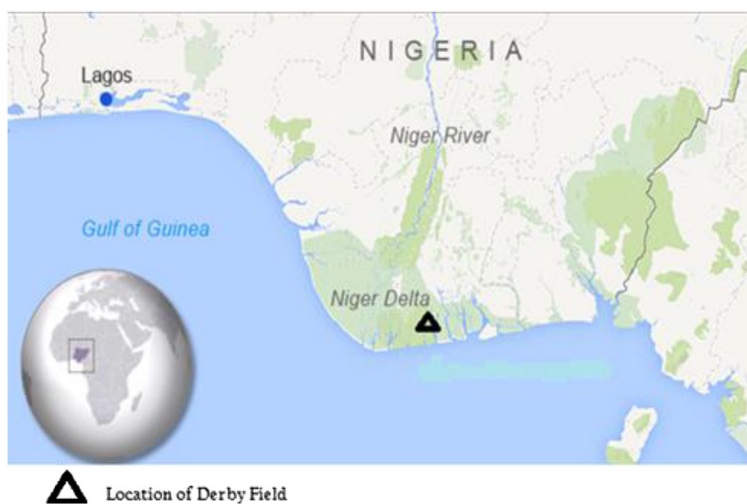 NIGERIA
Lagos
Niger River
Gulf of Guinea
Niger Delta
Location of Derby Field